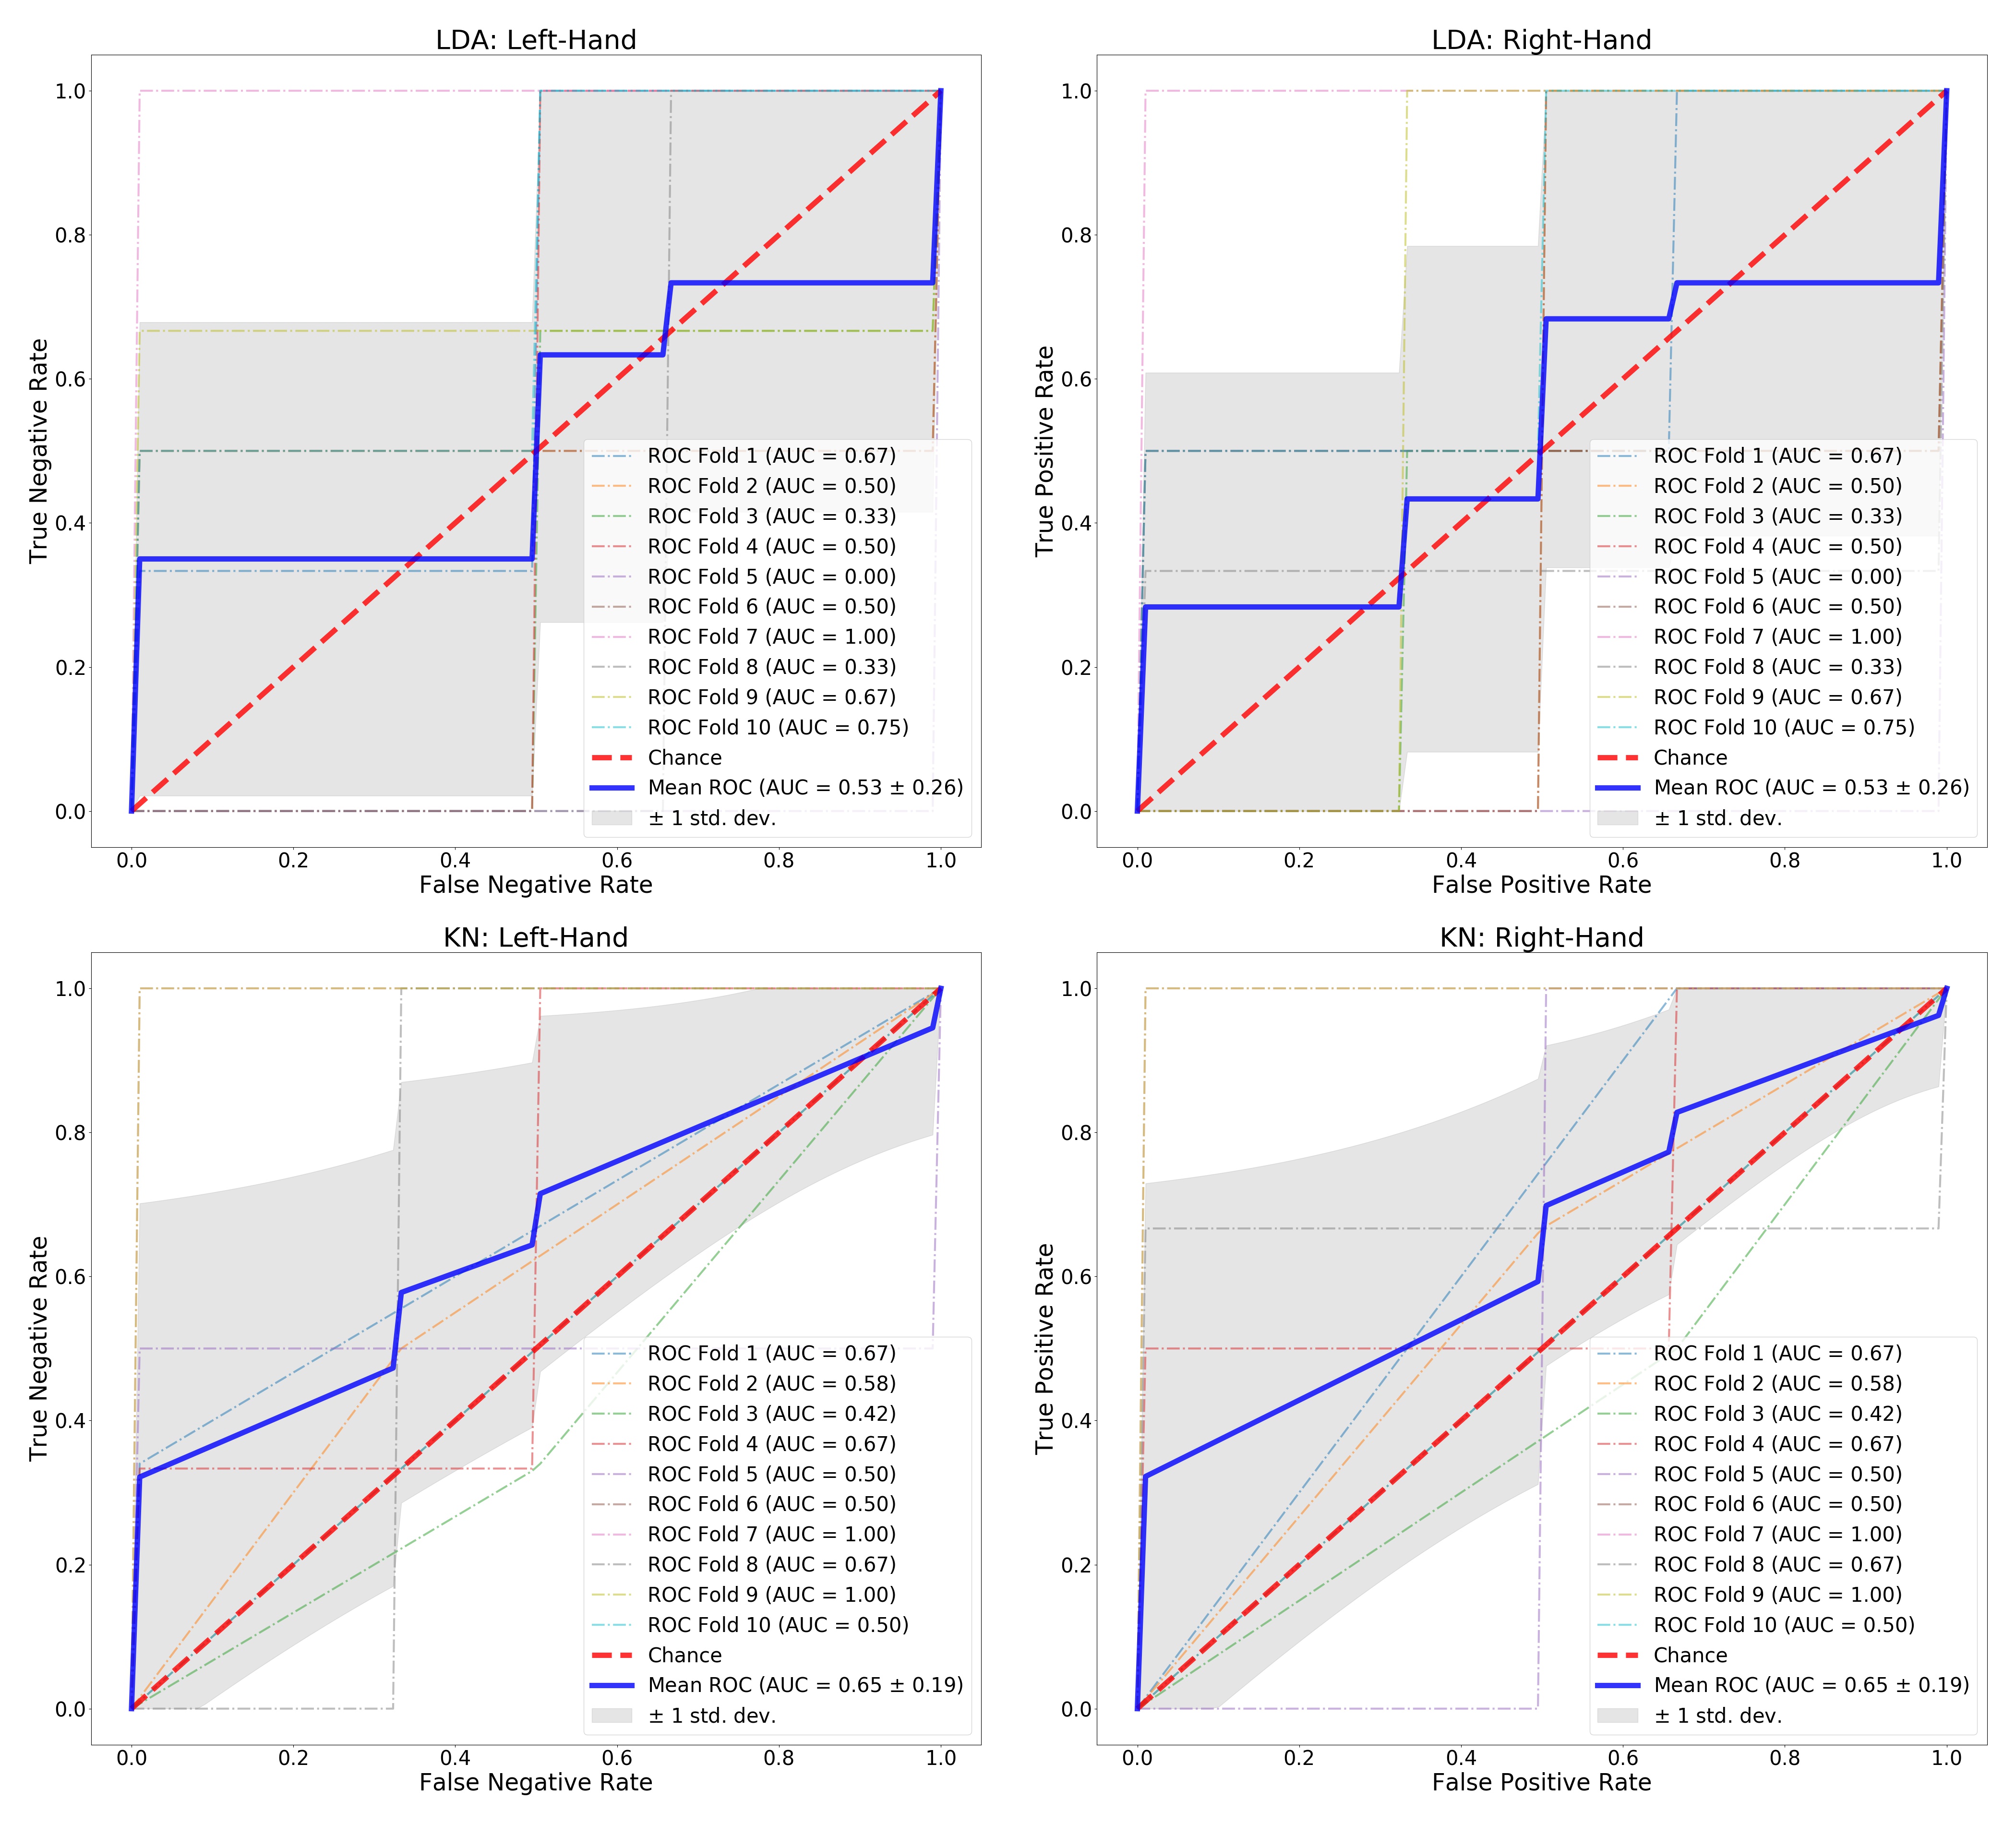 LDA: Left-Hand
1.0
0.8
0.6
0.4
0.2
0.0
True Negative Rate
ROC Fold 1 (AUC = 0.67)
ROC Fold 2 (AUC = 0.50)
ROC Fold 3 (AUC = 0.33)
ROC Fold 4 (AUC = 0.50)
ROC Fold 5 (AUC = 0.00)
ROC Fold 6 (AUC = 0.50)
ROC Fold 7 (AUC = 1.00)
ROC Fold 8 (AUC = 0.33)
ROC Fold 9 (AUC = 0.67)
ROC Fold 10 (AUC = 0.75)
Chance
Mean ROC (AUC = 0.53 ± 0.26)
± 1 std. dev.
0.0 0.2 0.4 0.6 0.8 1.0
False Negative Rate
LDA: Right-Hand
1.0
0.8
0.6
0.4
0.2
0.0
True Positive Rate
ROC Fold 1 (AUC = 0.67)
ROC Fold 2 (AUC = 0.50)
ROC Fold 3 (AUC = 0.33)
ROC Fold 4 (AUC = 0.50)
ROC Fold 5 (AUC = 0.00)
ROC Fold 6 (AUC = 0.50)
ROC Fold 7 (AUC = 1.00)
ROC Fold 8 (AUC = 0.33)
ROC Fold 9 (AUC = 0.67)
ROC Fold 10 (AUC = 0.75)
Chance
Mean ROC (AUC = 0.53 ± 0.26)
± 1 std. dev.
0.0 0.2 0.4 0.6 0.8 1.0
False Positive Rate
KN: Left-Hand
1.0
0.8
0.6
0.4
0.2
0.0
True Negative Rate
ROC Fold 1 (AUC = 0.67)
ROC Fold 2 (AUC = 0.58)
ROC Fold 3 (AUC = 0.42)
ROC Fold 4 (AUC = 0.67)
ROC Fold 5 (AUC = 0.50)
ROC Fold 6 (AUC = 0.50)
ROC Fold 7 (AUC = 1.00)
ROC Fold 8 (AUC = 0.67)
ROC Fold 9 (AUC = 1.00)
ROC Fold 10 (AUC = 0.50)
Chance
Mean ROC (AUC = 0.65 ± 0.19)
± 1 std. dev.
0.0 0.2 0.4 0.6 0.8 1.0
False Negative Rate
KN: Right-Hand
1.0
0.8
0.6
0.4
0.2
0.0
True Positive Rate
ROC Fold 1 (AUC = 0.67)
ROC Fold 2 (AUC = 0.58)
ROC Fold 3 (AUC = 0.42)
ROC Fold 4 (AUC = 0.67)
ROC Fold 5 (AUC = 0.50)
ROC Fold 6 (AUC = 0.50)
ROC Fold 7 (AUC = 1.00)
ROC Fold 8 (AUC = 0.67)
ROC Fold 9 (AUC = 1.00)
ROC Fold 10 (AUC = 0.50)
Chance
Mean ROC (AUC = 0.65 ± 0.19)
± 1 std. dev.
0.0 0.2 0.4 0.6 0.8 1.0
False Positive Rate